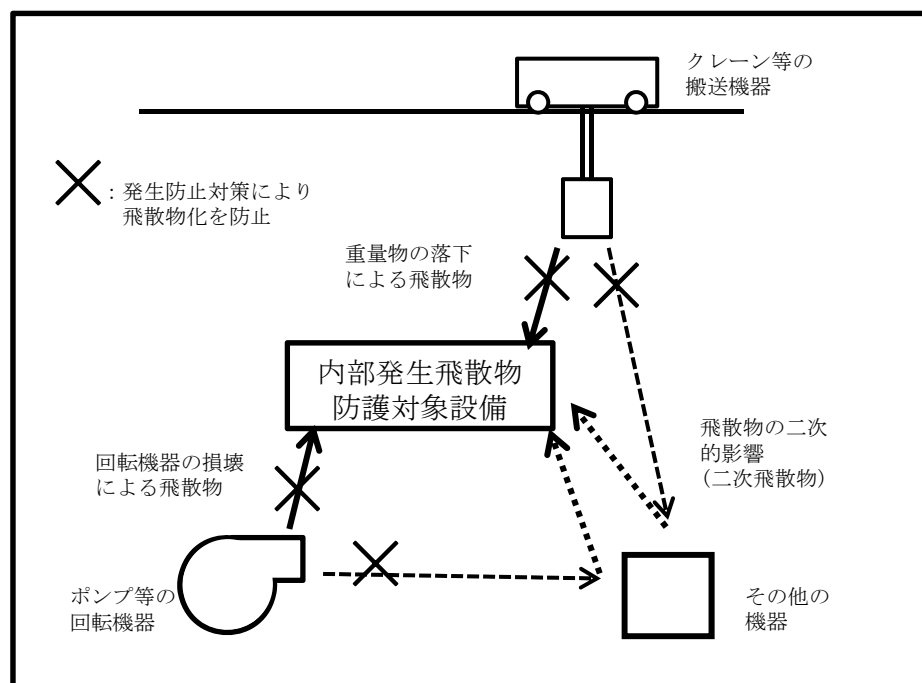 クレーン等の
搬送機器
：発生防止対策により
飛散物化を防止
重量物の落下
による飛散物
内部発生飛散物
防護対象設備
飛散物の二次
的影響
（二次飛散物）
回転機器の損壊
による飛散物
ポンプ等の
回転機器
その他の
機器